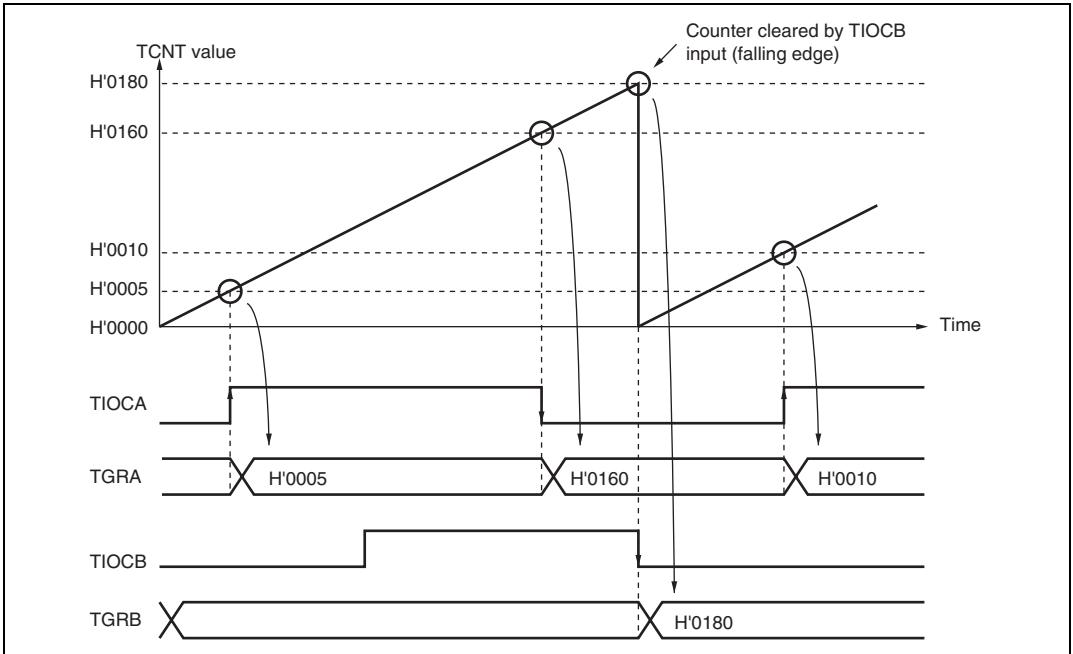 Counter cleared by TIOCB
input (falling edge)
TCNT value
H'0180
H'0160
H'0010
H'0005
H'0000
Time
TIOCA
TGRA
H'0005
H'0160
H'0010
TIOCB
TGRB
H'0180